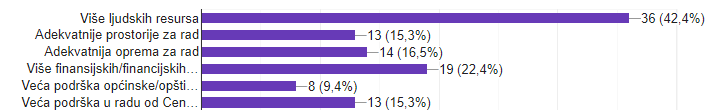 Više ljudskih resursa 36 (42,4%)
Adekvatnije prostorije za rad 13 (15,3%)
Adekvatnija oprema za rad 14 (16,5%)
Više finansijskih/financijskih… 19 (22,4%)
Veća podrška općinske/opšti… 8 (9,4%)
Veća podrška u radu od Cen… 13 (15,3%)